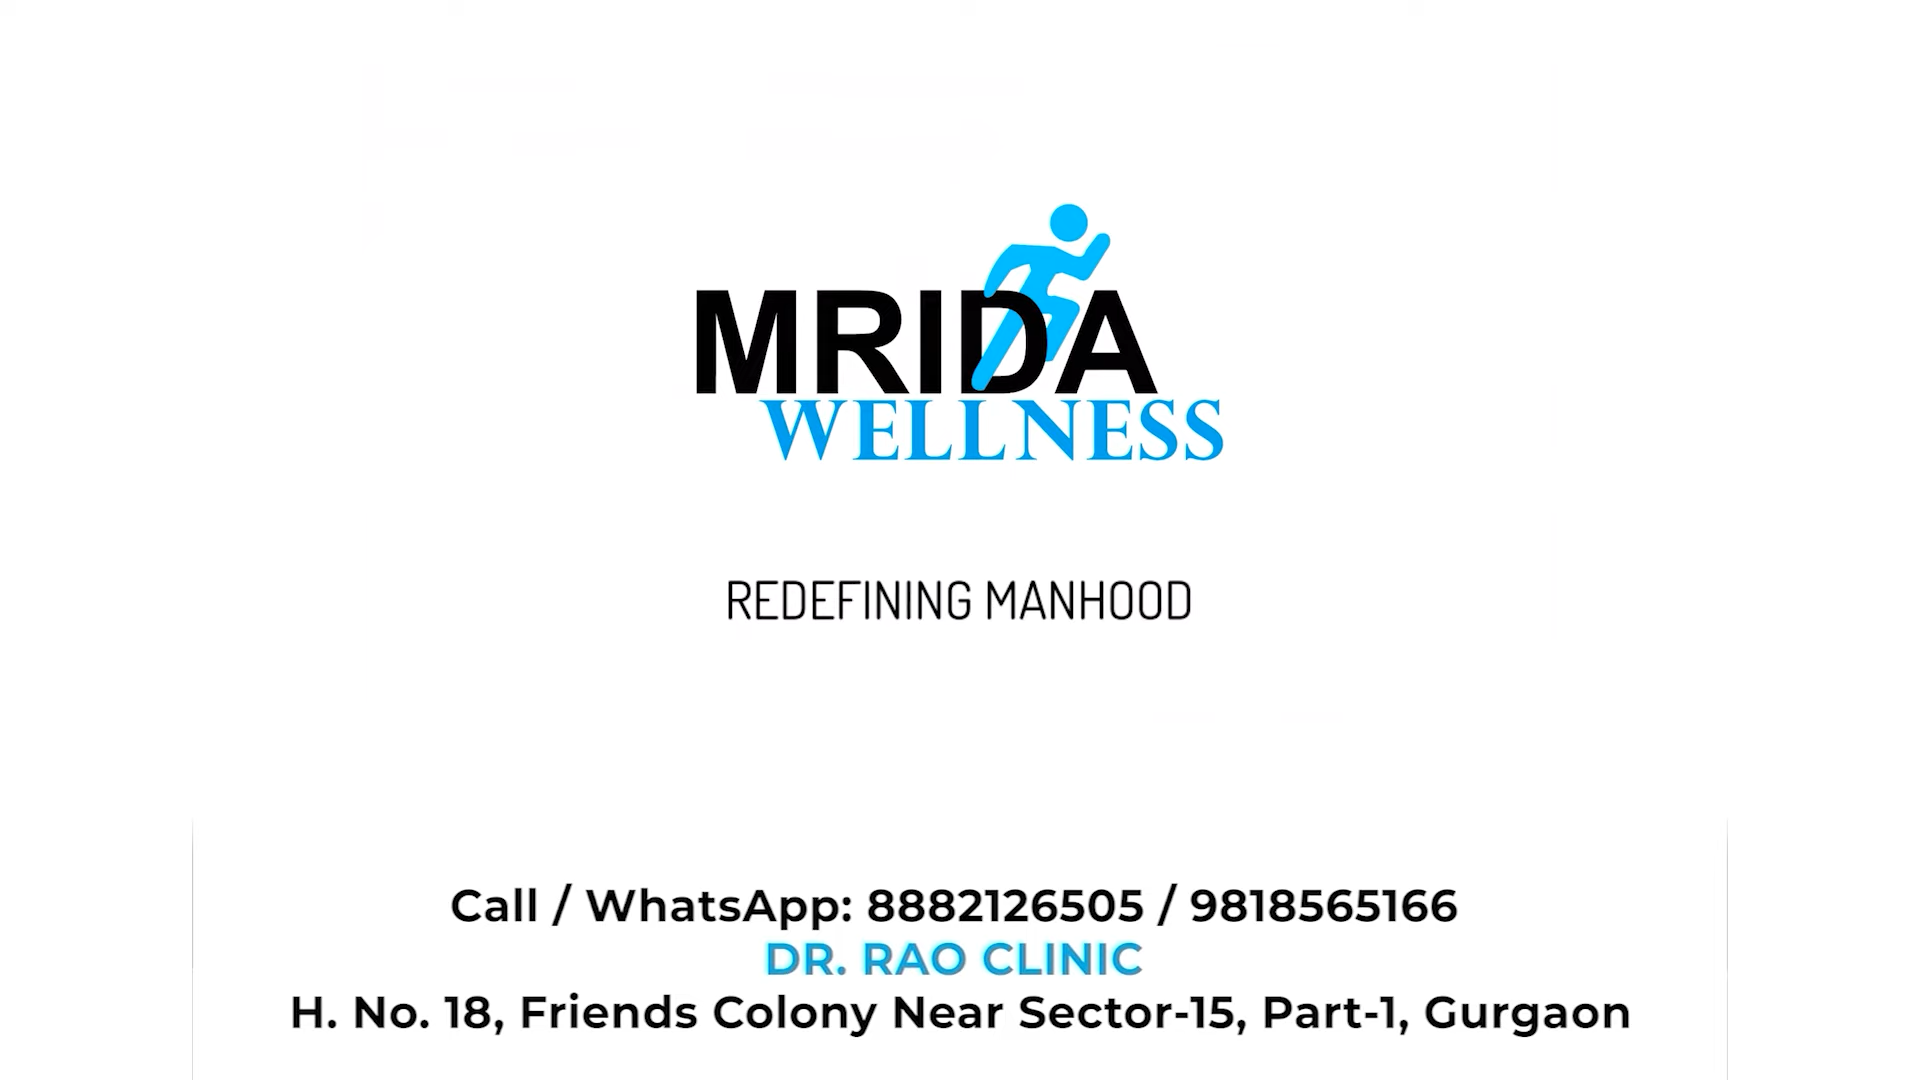 MRIDA
WELLNESS
REDEFINING MANHOOD
Call / WhatsApp: 8882126505 / 9818565166
DR. RAO CLINIC
H. No. 18, Friends Colony Near Sector-15, Part-1, Gurgaon